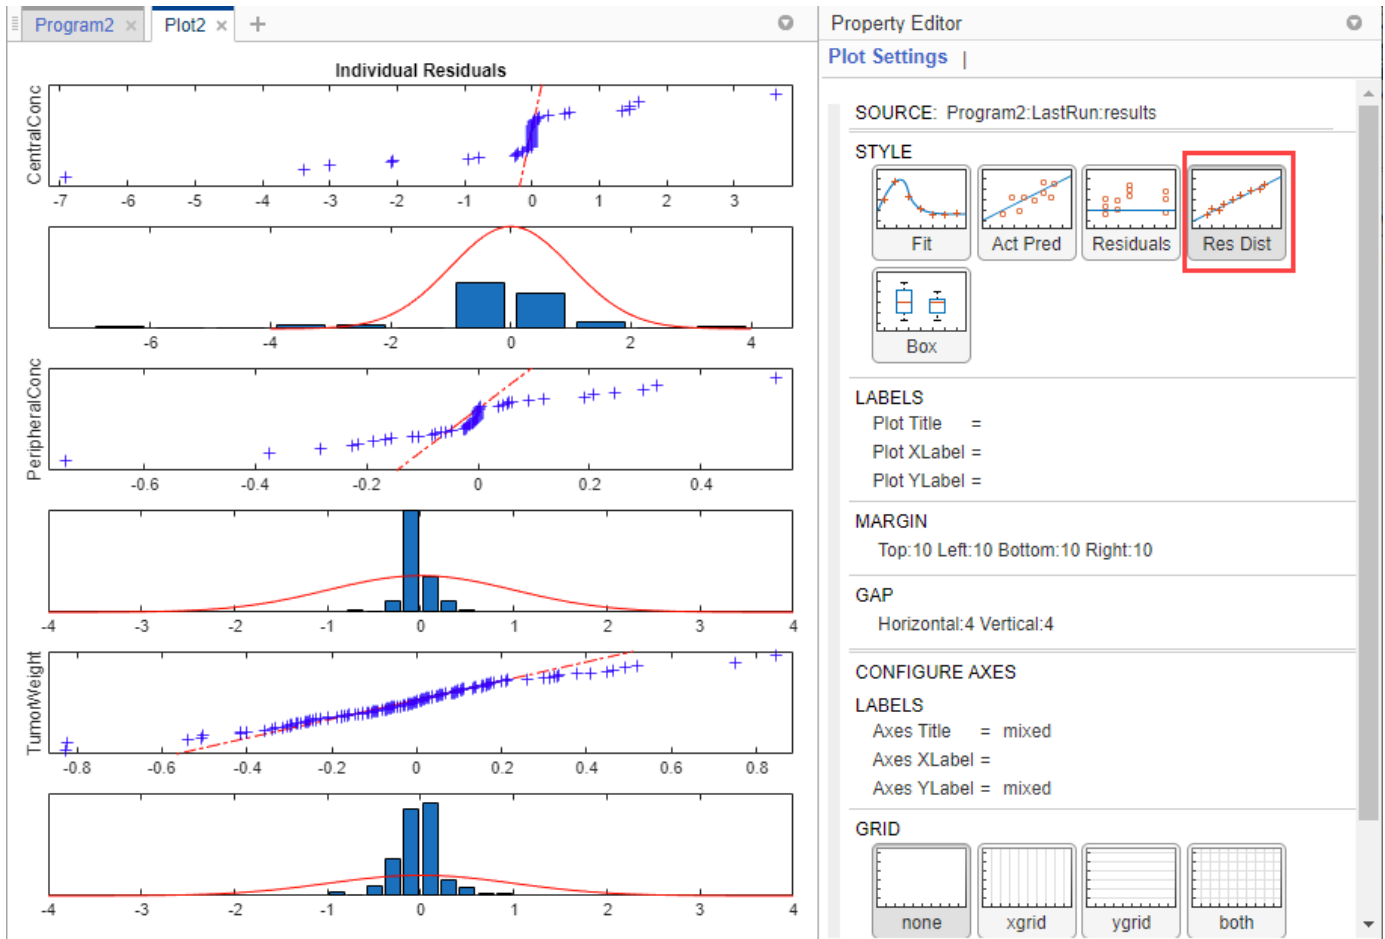 Program2 × Plot2 × +
Individual Residuals
CentralConc
-7 -6 -5 -4 -3 -2 -1 0 1 2 3
-6 -4 -2 0 2 4
PeripheralConc
-0.6 -0.4 -0.2 0 0.2 0.4
-4 -3 -2 -1 0 1 2 3 4
TumorWeight
-0.8 -0.6 -0.4 -0.2 0 0.2 0.4 0.6 0.8
-4 -3 -2 -1 0 1 2 3 4
Property Editor
Plot Settings |
SOURCE: Program2:LastRun:results
STYLE
Fit Act Pred Residuals Res Dist
Box
LABELS
Plot Title =
Plot XLabel =
Plot YLabel =
MARGIN
Top:10 Left:10 Bottom:10 Right:10
GAP
Horizontal:4 Vertical:4
CONFIGURE AXES
LABELS
Axes Title = mixed
Axes XLabel =
Axes YLabel = mixed
GRID
none xgrid ygrid both